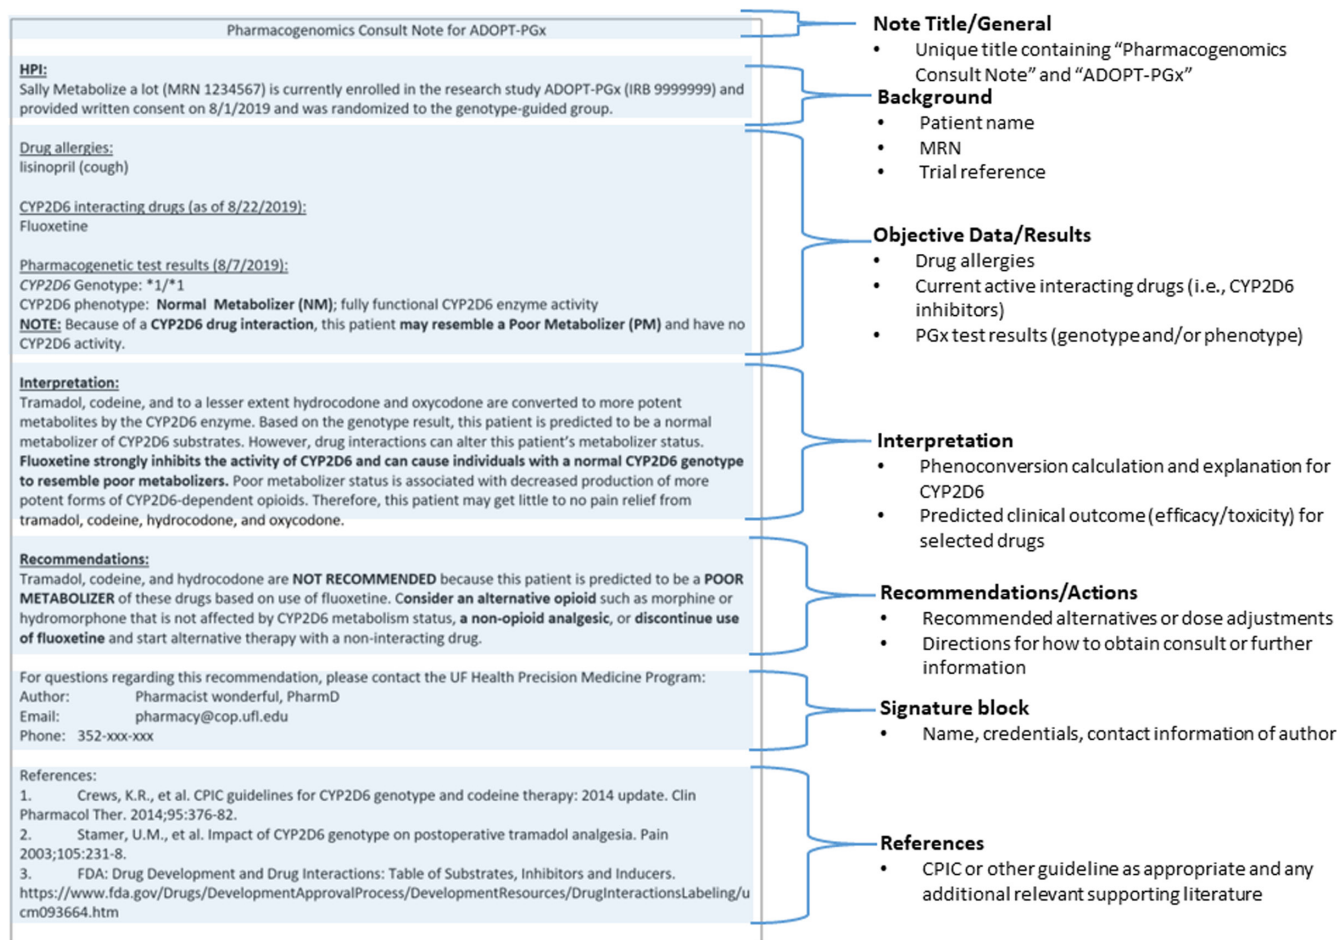 Pharmacogenomics Consult Note for ADOPT-PGx
HPI:
Sally Metabolize a lot (MRN 1234567) is currently enrolled in the research study ADOPT-PGx (IRB 9999999) and
provided written consent on 8/1/2019 and was randomized to the genotype-guided group.
Drug allergies:
lisinopril (cough)
CYP2D6 interacting drugs (as of 8/22/2019):
Fluoxetine
Pharmacogenetic test results (8/7/2019):
CYP2D6 Genotype: *1/*1
CYP2D6 phenotype: Normal Metabolizer (NM); fully functional CYP2D6 enzyme activity
NOTE: Because of a CYP2D6 drug interaction, this patient may resemble a Poor Metabolizer (PM) and have no
CYP2D6 activity.
Interpretation:
Tramadol, codeine, and to a lesser extent hydrocodone and oxycodone are converted to more potent
metabolites by the CYP2D6 enzyme. Based on the genotype result, this patient is predicted to be a normal
metabolizer of CYP2D6 substrates. However, drug interactions can alter this patient's metabolizer status.
Fluoxetine strongly inhibits the activity of CYP2D6 and can cause individuals with a normal CYP2D6 genotype
to resemble poor metabolizers. Poor metabolizer status is associated with decreased production of more
potent forms of CYP2D6-dependent opioids. Therefore, this patient may get little to no pain relief from
tramadol, codeine, hydrocodone, and oxycodone.
Recommendations:
Tramadol, codeine, and hydrocodone are NOT RECOMMENDED because this patient is predicted to be a POOR
METABOLIZER of these drugs based on use of fluoxetine. Consider an alternative opioid such as morphine or
hydromorphone that is not affected by CYP2D6 metabolism status, a non-opioid analgesic, or discontinue use
of fluoxetine and start alternative therapy with a non-interacting drug.
For questions regarding this recommendation, please contact the UF Health Precision Medicine Program:
Author: Pharmacist wonderful, PharmD
Email: pharmacy@cop.ufl.edu
Phone: 352-xxx-xxx
References:
1. Crews, K.R., et al. CPIC guidelines for CYP2D6 genotype and codeine therapy: 2014 update. Clin
Pharmacol Ther. 2014;95:376-82.
2. Stamer, U.M., et al. Impact of CYP2D6 genotype on postoperative tramadol analgesia. Pain
2003;105:231-8.
3. FDA: Drug Development and Drug Interactions: Table of Substrates, Inhibitors and Inducers.
https://www.fda.gov/Drugs/DevelopmentApprovalProcess/DevelopmentResources/DrugInteractionsLabeling/u
cm093664.htm
Note Title/General
• Unique title containing “Pharmacogenomics
Consult Note” and “ADOPT-PGx”
Background
• Patient name
• MRN
• Trial reference
Objective Data/Results
• Drug allergies
• Current active interacting drugs (i.e., CYP2D6
inhibitors)
• PGx test results (genotype and/or phenotype)
Interpretation
• Phenoconversion calculation and explanation for
CYP2D6
• Predicted clinical outcome (efficacy/toxicity) for
selected drugs
Recommendations/Actions
• Recommended alternatives or dose adjustments
• Directions for how to obtain consult or further
information
Signature block
• Name, credentials, contact information of author
References
• CPIC or other guideline as appropriate and any
additional relevant supporting literature